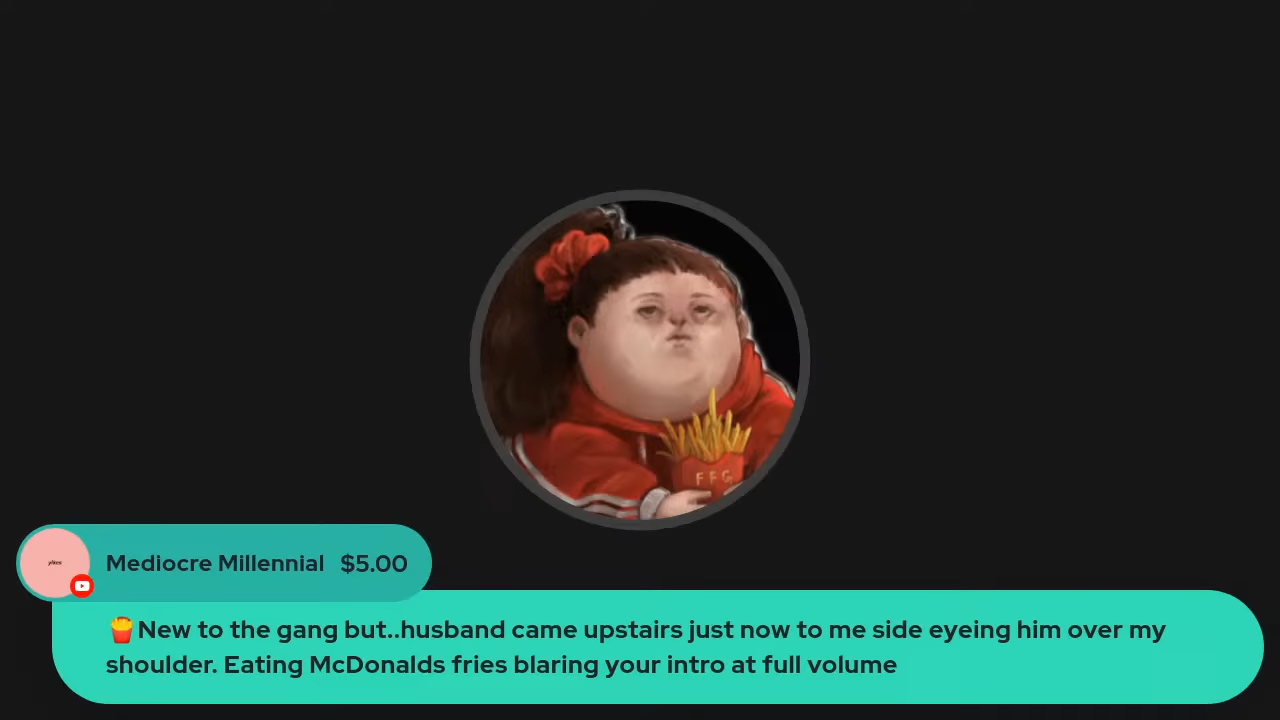 F F G
yikes
Mediocre Millennial $5.00
🍟New to the gang but..husband came upstairs just now to me side eyeing him over my
shoulder. Eating McDonalds fries blaring your intro at full volume